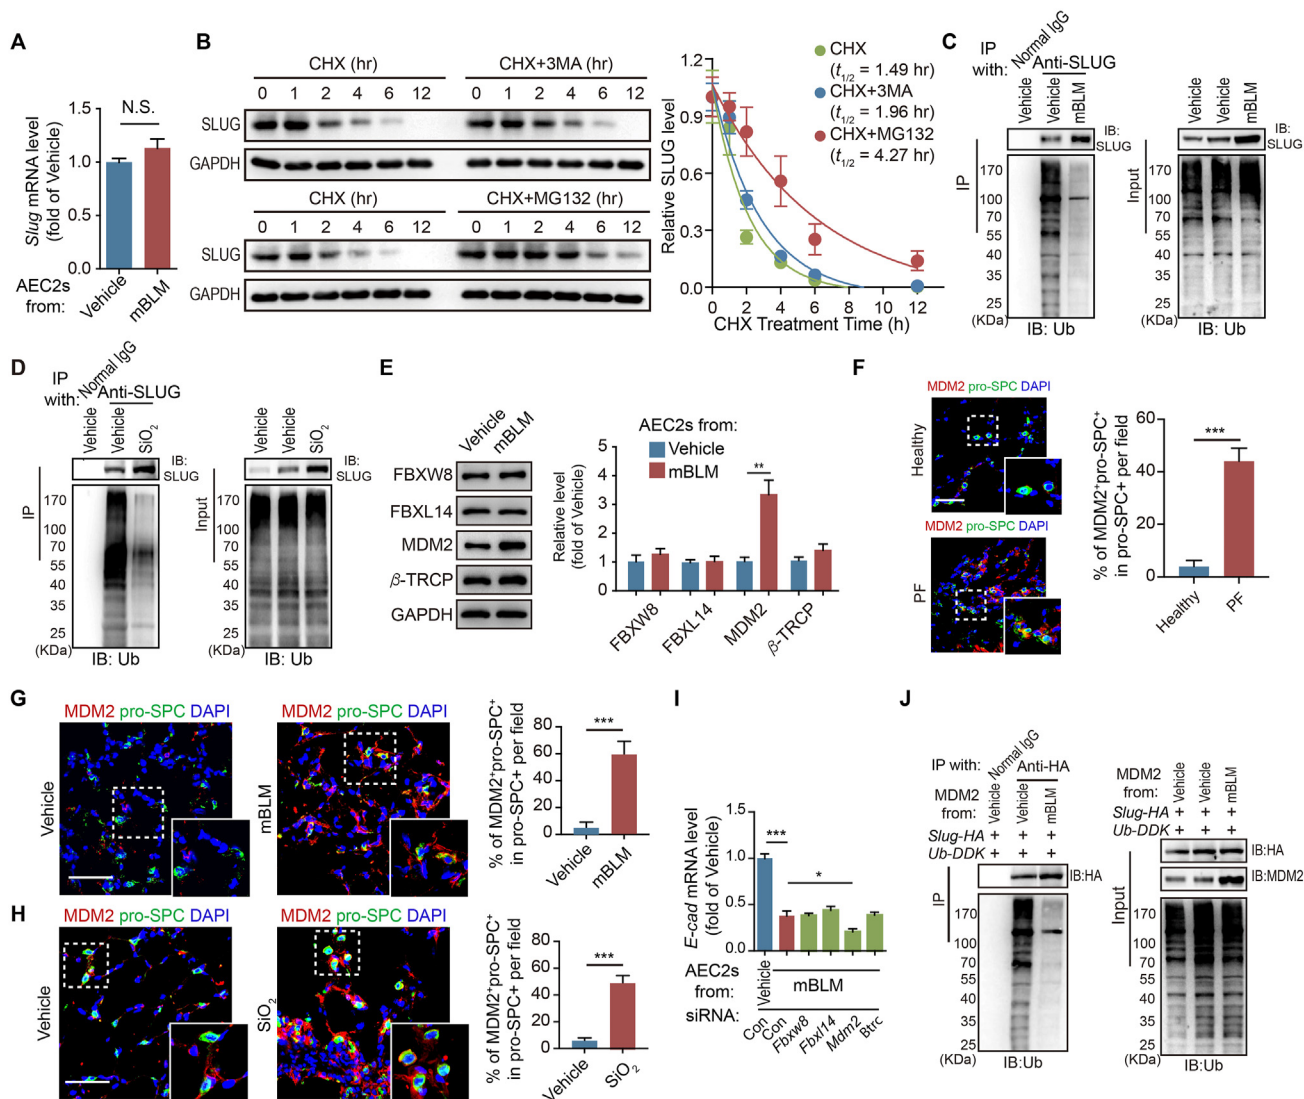 A
N.S.
1.5
1.0
0.5
0.0
Slug mRNA level
(fold of Vehicle)
AEC2s
from:
Vehicle
mBLM
B
CHX (hr)
CHX+3MA (hr)
0 1 2 4 6 12
0 1 2 4 6 12
SLUG
GAPDH
CHX (hr)
CHX+MG132 (hr)
0 1 2 4 6 12
0 1 2 4 6 12
SLUG
GAPDH
Relative SLUG level
1.2
0.9
0.6
0.3
0.0
0 2 4 6 8 10 12
CHX Treatment Time (h)
CHX
(t1/2 = 1.49 hr)
CHX+3MA
(t1/2 = 1.96 hr)
CHX+MG132
(t1/2 = 4.27 hr)
C
IP
with:
Normal IgG
Anti-SLUG
Vehicle
Vehicle
mBLM
IB:
SLUG
IP
170
100
70
55
40
35
25
(KDa)
IB: Ub
Vehicle
Vehicle
mBLM
IB:
SLUG
Input
170
100
70
55
40
35
25
(KDa)
IB: Ub
D
IP
with:
Normal IgG
Anti-SLUG
Vehicle
Vehicle
SiO2
IB:
SLUG
IP
170
100
70
55
40
35
25
(KDa)
IB: Ub
Vehicle
Vehicle
SiO2
IB:
SLUG
Input
170
100
70
55
40
35
25
(KDa)
IB: Ub
E
Vehicle
mBLM
FBXW8
FBXL14
MDM2
β-TRCP
GAPDH
AEC2s from:
Vehicle
mBLM
Relative level
(fold of Vehicle)
5
4
3
2
1
0
**
FBXW8
FBXL14
MDM2
β-TRCP
F
MDM2 pro-SPC DAPI
Healthy
MDM2 pro-SPC DAPI
PF
% of MDM2+pro-SPC+
in pro-SPC+ per field
60
40
20
0
***
Healthy
PF
G
MDM2 pro-SPC DAPI
Vehicle
MDM2 pro-SPC DAPI
mBLM
% of MDM2+pro-SPC+
in pro-SPC+ per field
80
60
40
20
0
***
Vehicle
mBLM
H
MDM2 pro-SPC DAPI
Vehicle
MDM2 pro-SPC DAPI
SiO2
% of MDM2+pro-SPC+
in pro-SPC+ per field
80
60
40
20
0
***
Vehicle
SiO2
I
E-cad mRNA level
(fold of Vehicle)
1.5
1.0
0.5
0.0
***
*
AEC2s
from:
Vehicle
mBLM
siRNA:
Con
Con
Fbxw8
Fbxl14
Mdm2
Btrc
J
IP with:
Normal IgG
Anti-HA
MDM2
from:
Vehicle
Vehicle
mBLM
Slug-HA + + +
Ub-DDK + + +
IB:HA
IP
170
100
70
55
40
35
25
(KDa)
IB:Ub
MDM2
from:
Vehicle
Vehicle
mBLM
Slug-HA + + +
Ub-DDK + + +
IB:HA
IB:MDM2
Input
170
100
70
55
40
35
25
(KDa)
IB:Ub